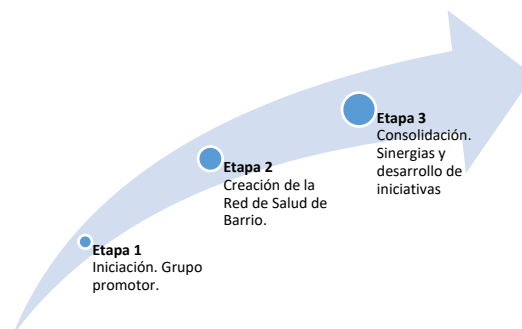 Etapa 1
Iniciación. Grupo
promotor.
Etapa 2
Creación de la
Red de Salud de
Barrio.
Etapa 3
Consolidación.
Sinergias y
desarrollo de
iniciativas